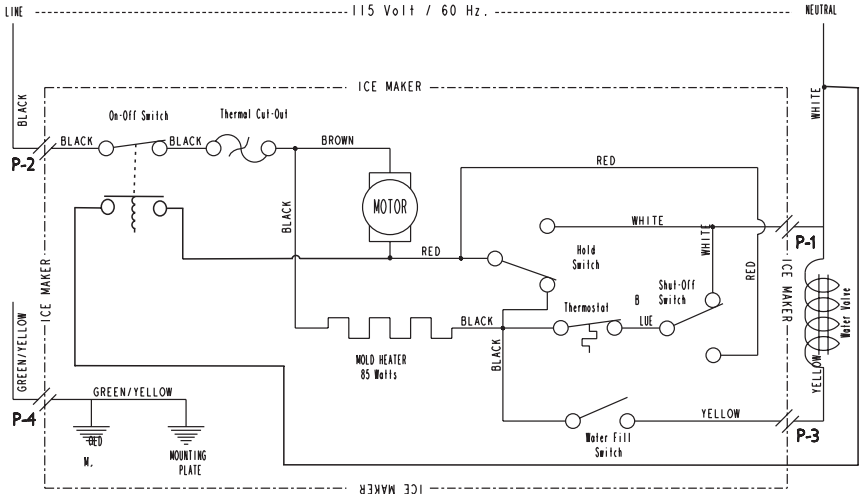 LINE
115 Volt / 60 Hz.
NEUTRAL
ICE MAKER
BLACK
On-Off Switch
Thermal Cut-Out
WHITE
BLACK
BLACK
BROWN
P-2
RED
MOTOR
BLACK
WHITE
WHITE
P-1
RED
Hold
Switch
RED
ICE MAKER
ICE MAKER
Shut-Off
Switch
Thermostat
B
LUE
BLACK
Water Valve
GREEN/YELLOW
MOLD HEATER
85 Watts
BLACK
YELLOW
GREEN/YELLOW
P-4
YELLOW
P-3
Water Fill
Switch
M.
MOUNTING
PLATE
ICE MAKER